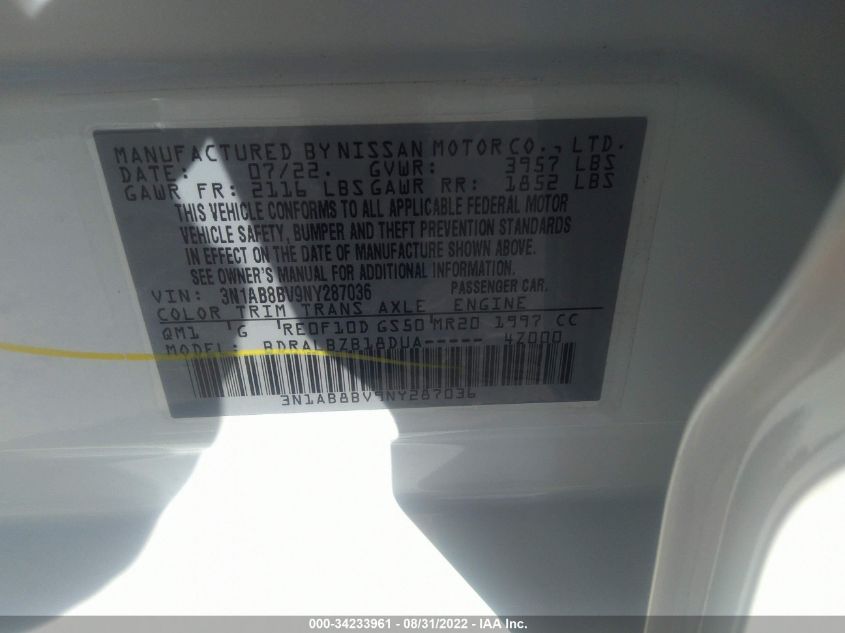 MANUFACTURED BY NISSAN MOTOR CO., LTD.
DATE: 07/22. GVWR: 3957 LBS
GAWR FR: 2116 LBS GAWR RR: 1852 LBS
THIS VEHICLE CONFORMS TO ALL APPLICABLE FEDERAL MOTOR
VEHICLE SAFETY, BUMPER AND THEFT PREVENTION STANDARDS
IN EFFECT ON THE DATE OF MANUFACTURE SHOWN ABOVE.
SEE OWNER'S MANUAL FOR ADDITIONAL INFORMATION.
VIN: 3N1AB8BV9NY287036 PASSENGER CAR.
COLOR TRIM TRANS AXLE ENGINE
QM1 'G 'RE0F10D GS50 'MR20 1997 CC
MODEL: BDRALBZB18DUA----- 47000
3N1AB8BV9NY287036
000-34233961 - 08/31/2022 - IAA Inc.